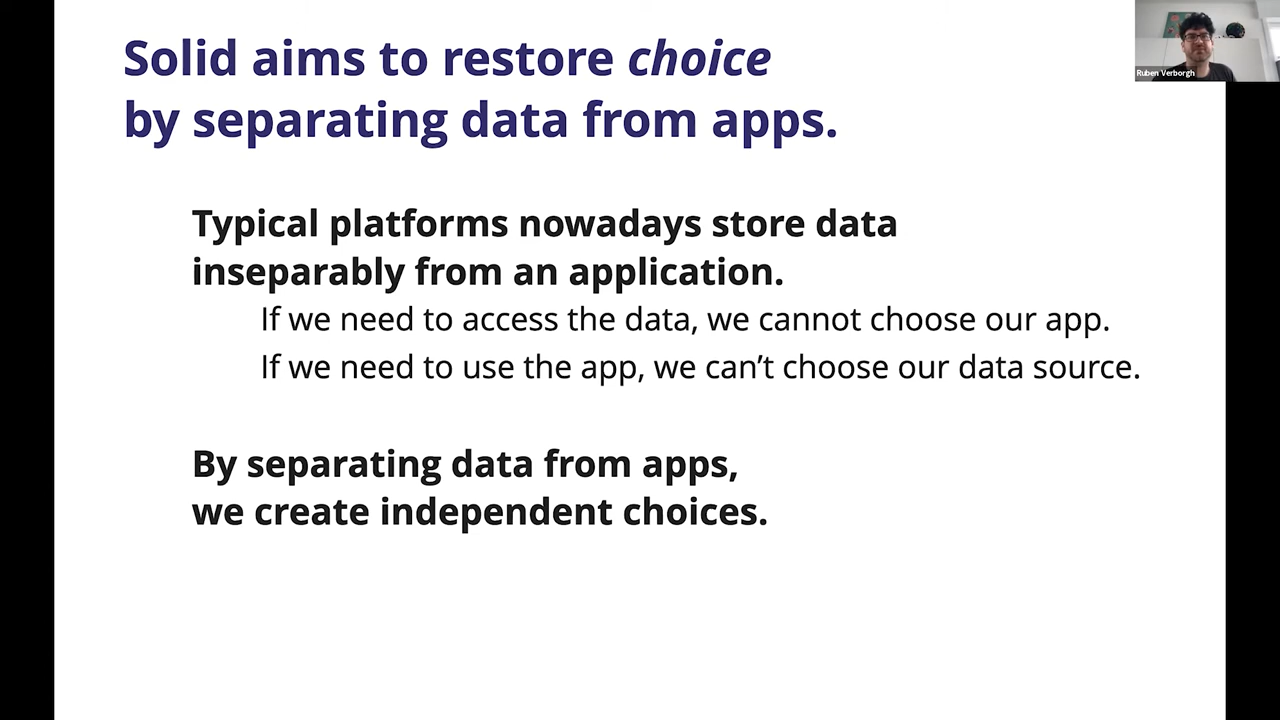 Solid aims to restore choice
by separating data from apps.
Ruben Verborgh
Typical platforms nowadays store data
inseparably from an application.
If we need to access the data, we cannot choose our app.
If we need to use the app, we can’t choose our data source.
By separating data from apps,
we create independent choices.